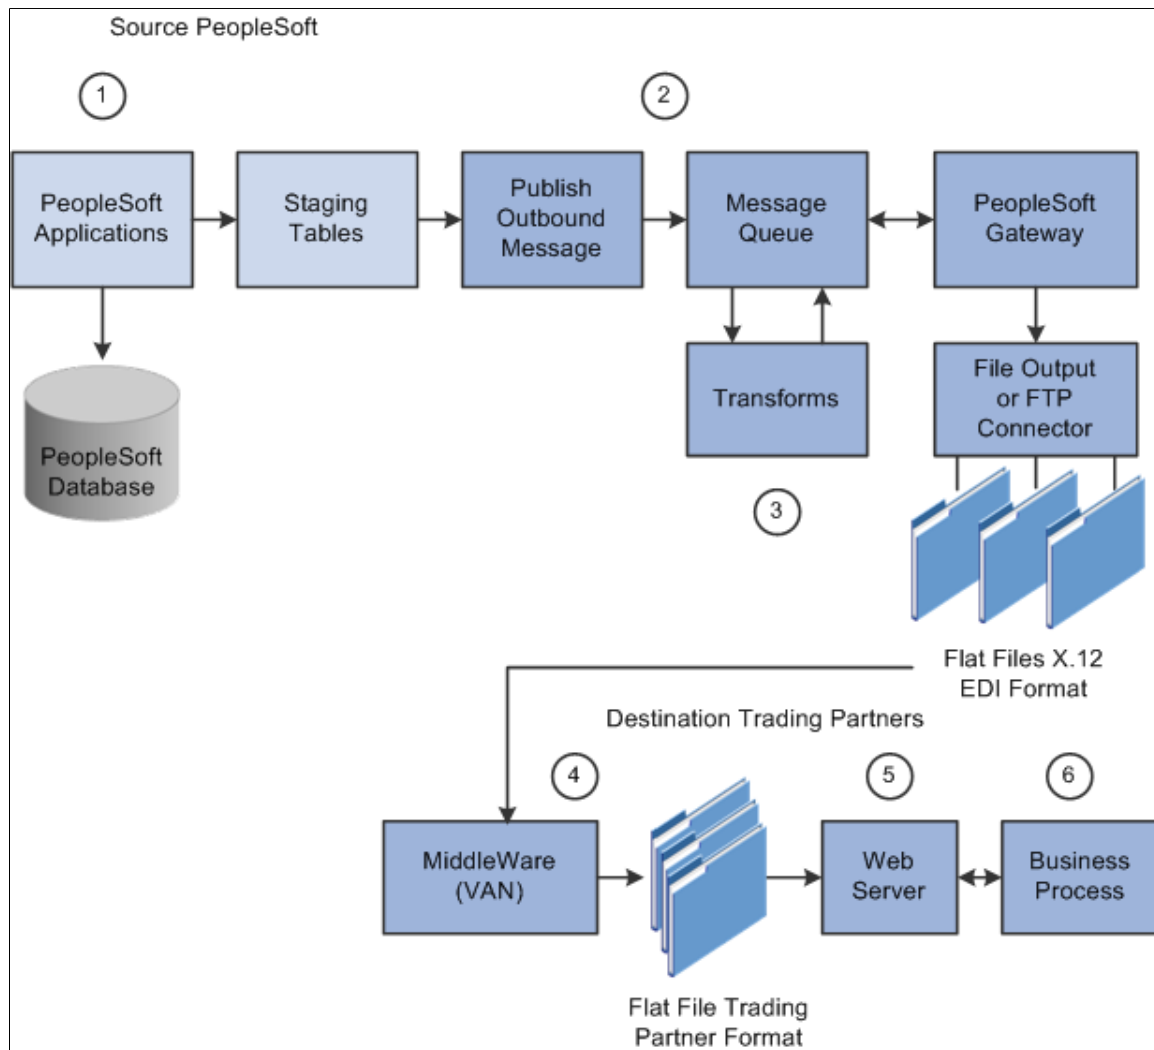 Source PeopleSoft
1
2
PeopleSoft
Applications
Staging
Tables
Publish
Outbound
Message
Message
Queue
PeopleSoft
Gateway
Transforms
File Output
or FTP
Connector
PeopleSoft
Database
3
Flat Files X.12
EDI Format
Destination Trading Partners
4
5
6
MiddleWare
(VAN)
Web
Server
Business
Process
Flat File Trading
Partner Format